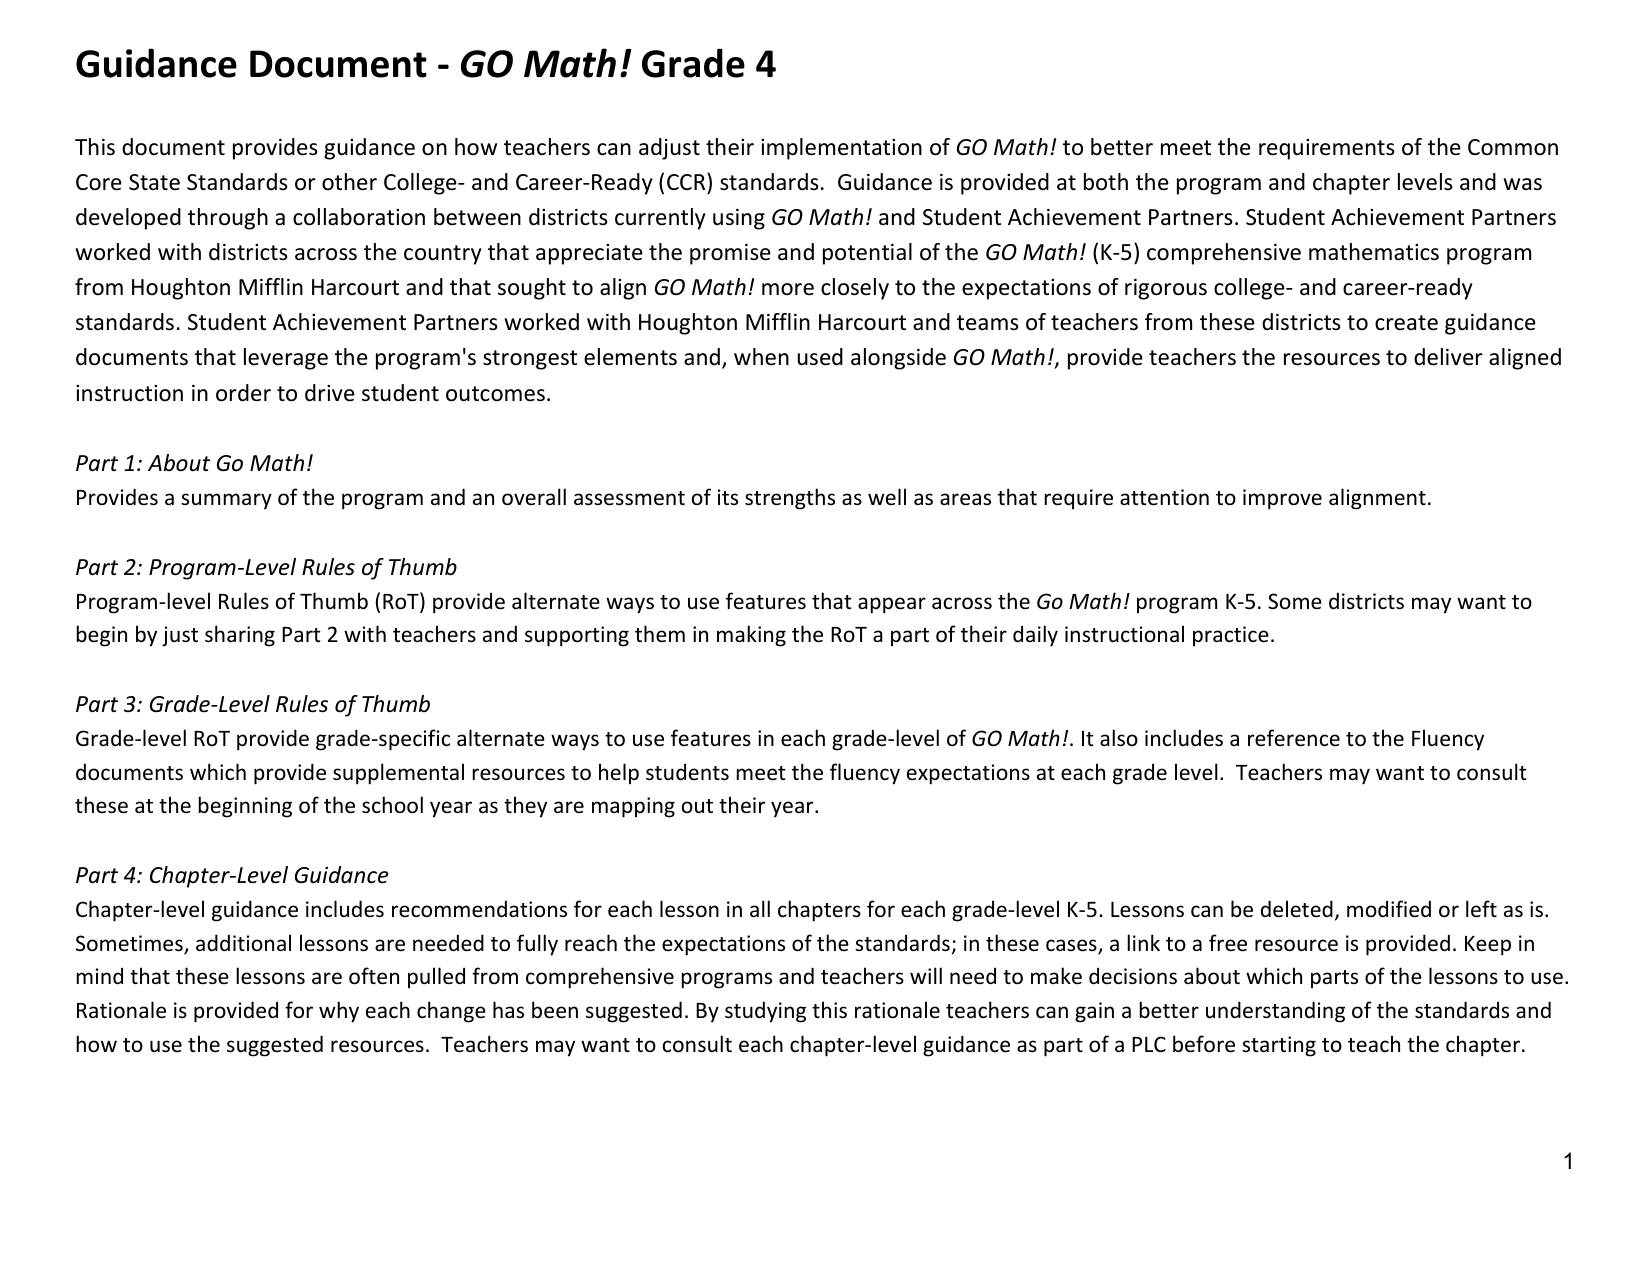 Guidance Document - GO Math! Grade 4
This document provides guidance on how teachers can adjust their implementation of GO Math! to better meet the requirements of the Common
Core State Standards or other College- and Career-Ready (CCR) standards.  Guidance is provided at both the program and chapter levels and was
developed through a collaboration between districts currently using GO Math! and Student Achievement Partners. Student Achievement Partners
worked with districts across the country that appreciate the promise and potential of the GO Math! (K-5) comprehensive mathematics program
from Houghton Mifflin Harcourt and that sought to align GO Math! more closely to the expectations of rigorous college- and career-ready
standards. Student Achievement Partners worked with Houghton Mifflin Harcourt and teams of teachers from these districts to create guidance
documents that leverage the program's strongest elements and, when used alongside GO Math!, provide teachers the resources to deliver aligned
instruction in order to drive student outcomes.
Part 1: About Go Math!
Provides a summary of the program and an overall assessment of its strengths as well as areas that require attention to improve alignment.
Part 2: Program-Level Rules of Thumb
Program-level Rules of Thumb (RoT) provide alternate ways to use features that appear across the Go Math! program K-5. Some districts may want to
begin by just sharing Part 2 with teachers and supporting them in making the RoT a part of their daily instructional practice.
Part 3: Grade-Level Rules of Thumb
Grade-level RoT provide grade-specific alternate ways to use features in each grade-level of GO Math!. It also includes a reference to the Fluency
documents which provide supplemental resources to help students meet the fluency expectations at each grade level.  Teachers may want to consult
these at the beginning of the school year as they are mapping out their year.
Part 4: Chapter-Level Guidance
Chapter-level guidance includes recommendations for each lesson in all chapters for each grade-level K-5. Lessons can be deleted, modified or left as is.
Sometimes, additional lessons are needed to fully reach the expectations of the standards; in these cases, a link to a free resource is provided. Keep in
mind that these lessons are often pulled from comprehensive programs and teachers will need to make decisions about which parts of the lessons to use.
Rationale is provided for why each change has been suggested. By studying this rationale teachers can gain a better understanding of the standards and
how to use the suggested resources.  Teachers may want to consult each chapter-level guidance as part of a PLC before starting to teach the chapter.
1